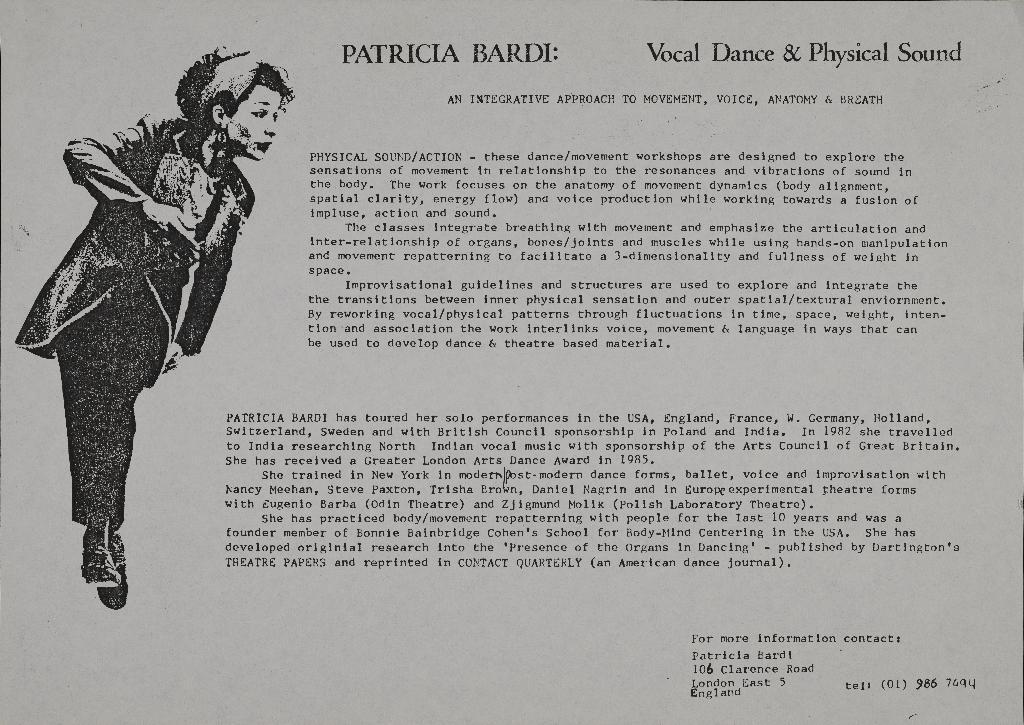 PATRICIA BARDI: Vocal Dance & Physical Sound
AN INTEGRATIVE APPROACH TO MOVEMENT, VOICE, ANATOMY & BREATH
PHYSICAL SOUND/ACTION - these dance/movement workshops are designed to explore the
sensations of movement in relationship to the resonances and vibrations of sound in
the body. The work focuses on the anatomy of movement dynamics (body alignment,
spatial clarity, energy flow) and voice production while working towards a fusion of
impluse, action and sound.
The classes integrate breathing with movement and emphasize the articulation and
inter-relationship of organs, bones/joints and muscles while using hands-on manipulation
and movement repatterning to facilitate a 3-dimensionality and fullness of weight in
space.
Improvisational guidelines and structures are used to explore and integrate the
the transitions between inner physical sensation and outer spatial/textural enviornment.
By reworking vocal/physical patterns through fluctuations in time, space, weight, inten-
tion and association the work interlinks voice, movement & language in ways that can
be used to develop dance & theatre based material.
PATRICIA BARDI has toured her solo performances in the USA, England, France, W. Germany, Holland,
Switzerland, Sweden and with British Council sponsorship in Poland and India. In 1982 she travelled
to India researching North Indian vocal music with sponsorship of the Arts Council of Great Britain.
She has received a Greater London Arts Dance Award in 1985.
She trained in New York in modern/post-modern dance forms, ballet, voice and improvisation with
Nancy Meehan, Steve Paxton, Trisha Brown, Daniel Nagrin and in Europe experimental theatre forms
with Eugenio Barba (Odin Theatre) and Zjigmund Molik (Polish Laboratory Theatre).
She has practiced body/movement repatterning with people for the last 10 years and was a
founder member of Bonnie Bainbridge Cohen's School for Body-Mind Centering in the USA. She has
developed originial research into the 'Presence of the Organs in Dancing' - published by Dartington's
THEATRE PAPERS and reprinted in CONTACT QUARTERLY (an American dance journal).
For more information contact:
Patricia Bardi
106 Clarence Road
London East 5 tel: (01) 986 7494
England